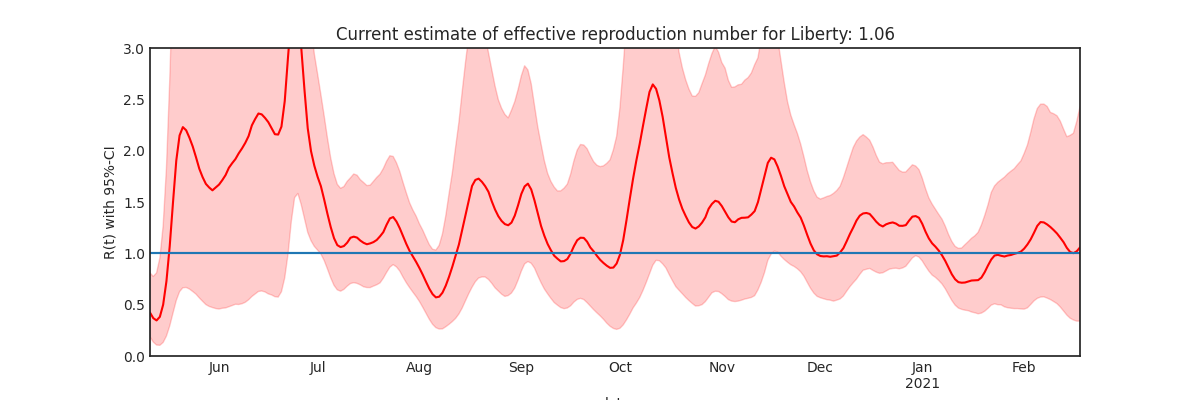 Current estimate of effective reproduction number for Liberty: 1.06
R(t) with 95%-CI
3.0
2.5
2.0
1.5
1.0
0.5
0.0
Jun Jul Aug Sep Oct Nov Dec Jan Feb
2021